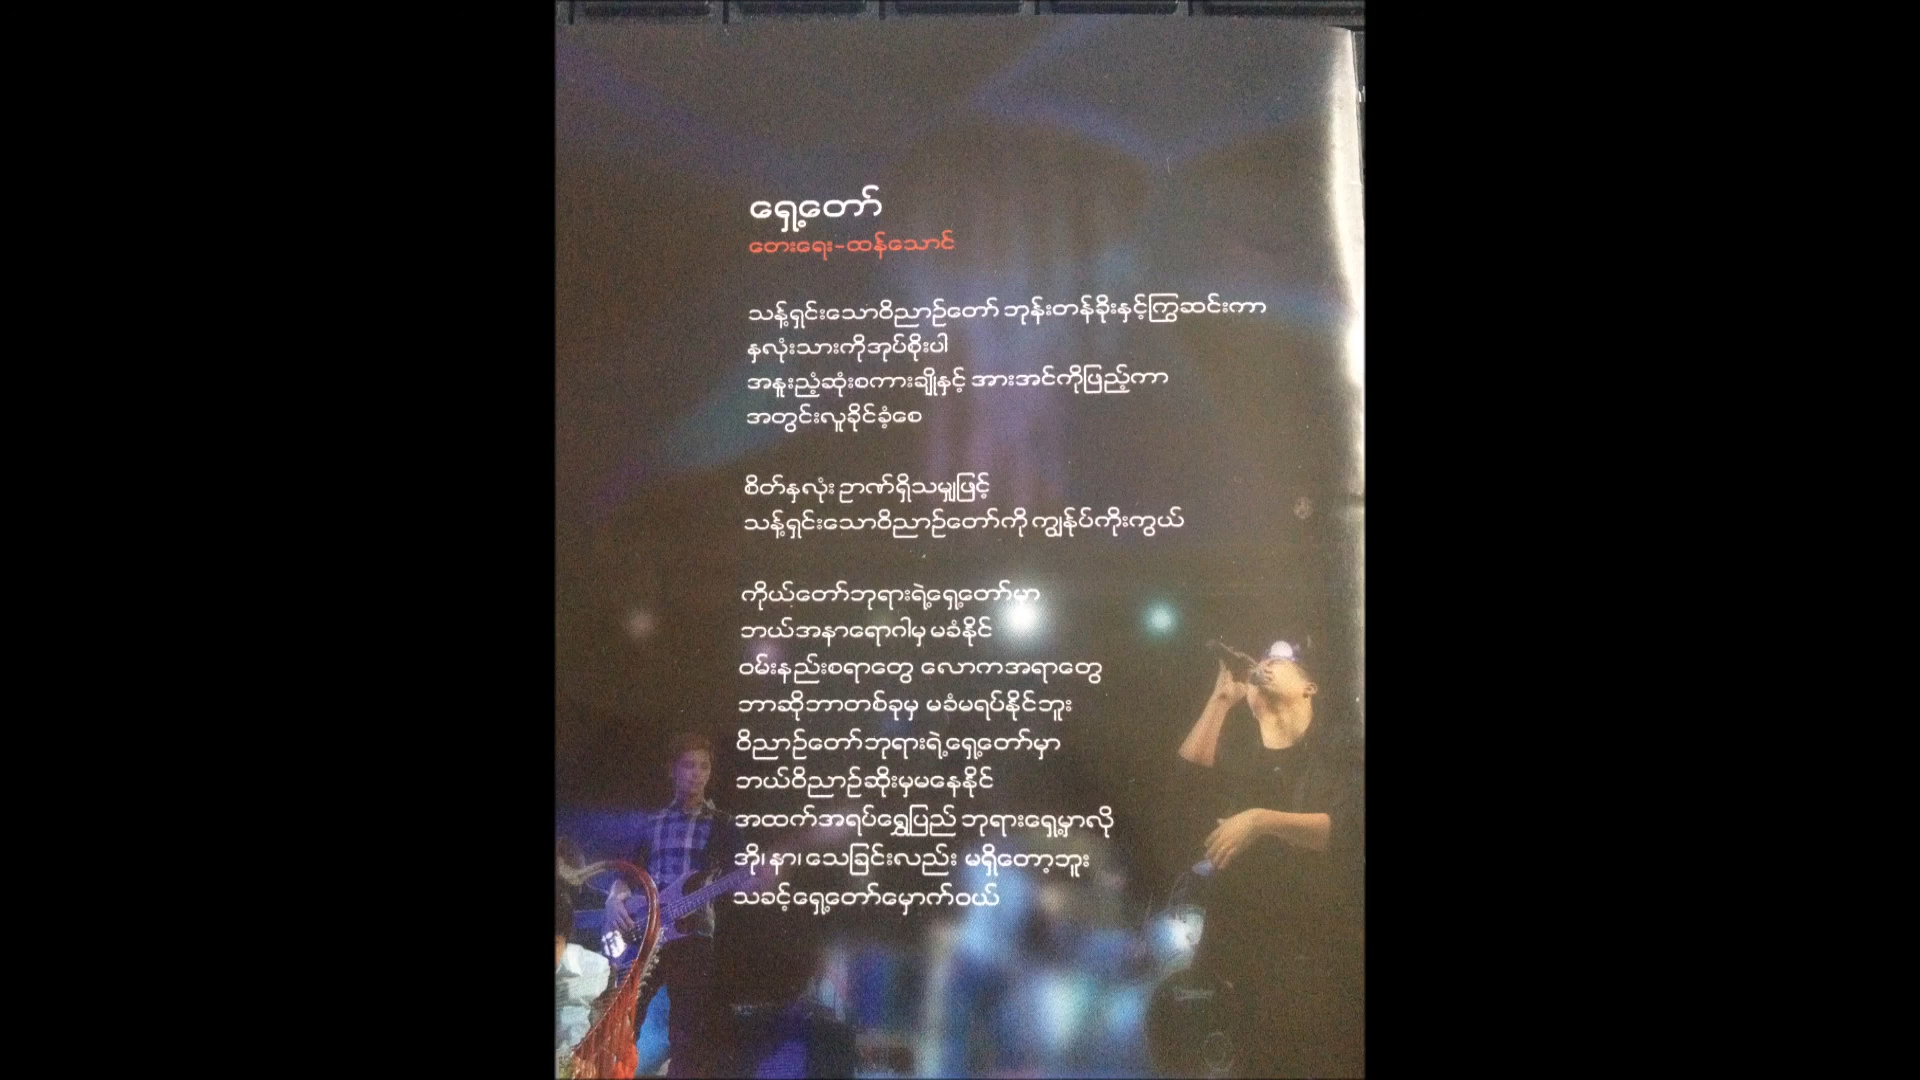 ရှေ့တော်
တေးရေး-ထန်သောင်
သန့်ရှင်းသောဝိညာဉ်တော် ဘုန်းတန်ခိုးနှင့်ကြွဆင်းကာ
နှလုံးသားကိုအုပ်စိုးပါ
အနူးညံ့ဆုံးစကားချိုနှင့် အားအင်ကိုဖြည့်ကာ
အတွင်းလူခိုင်ခံ့စေ
စိတ်နှလုံး ဥာဏ်ရှိသမျှဖြင့်
သန့်ရှင်းသောဝိညာဉ်တော်ကို ကျွန်ုပ်ကိုးကွယ်
ကိုယ်တော်ဘုရားရဲ့ရှေ့တော်မှာ
ဘယ်အနာရောဂါမှ မခံနိုင်
ဝမ်းနည်းစရာတွေ လောကအရာတွေ
ဘာဆိုဘာတစ်ခုမှ မခံမရပ်နိုင်ဘူး
ဝိညာဉ်တော်ဘုရားရဲ့ရှေ့တော်မှာ
ဘယ်ဝိညာဉ်ဆိုးမှမနေနိုင်
အထက်အရပ်ရွှေပြည် ဘုရားရှေ့မှာလို
အို၊ နာ၊ သေခြင်းလည်း မရှိတော့ဘူး
သခင့်ရှေ့တော်မှောက်ဝယ်